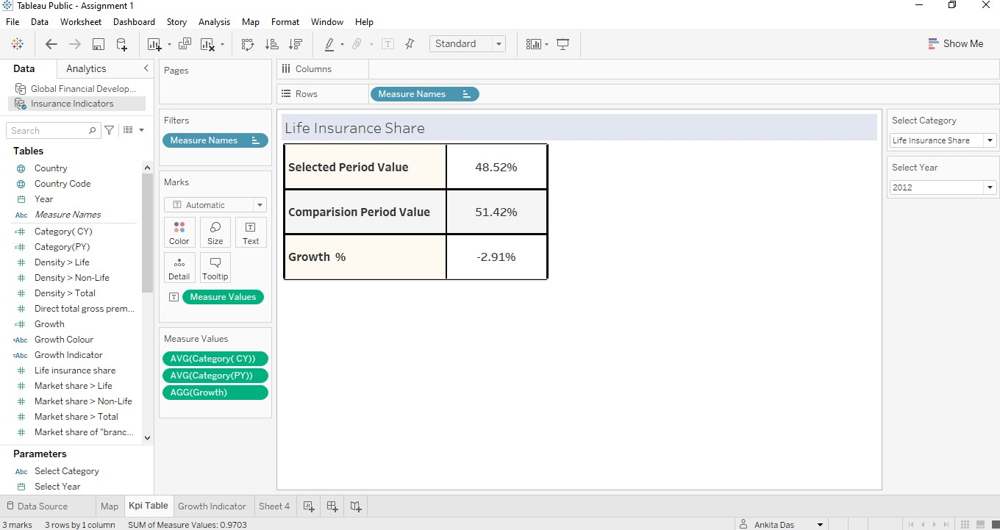 Tableau Public - Assignment 1
File Data Worksheet Dashboard Story Analysis Map Format Window Help
Standard
Show Me
Data Analytics
Global Financial Develop...
Insurance Indicators
Search
Tables
Country
Country Code
Year
Abc Measure Names
Category( CY)
Category(PY)
Density > Life
Density > Non-Life
Density > Total
Direct total gross prem...
Growth
=Abc Growth Colour
=Abc Growth Indicator
Life insurance share
Market share > Life
Market share > Non-Life
Market share > Total
Market share of "branc...
Parameters
Abc Select Category
Select Year
Pages
Filters
Measure Names
Marks
Automatic
Color Size Text
Detail Tooltip
Measure Values
Measure Values
AVG(Category( CY))
AVG(Category(PY))
AGG(Growth)
Columns
Rows Measure Names
Life Insurance Share
Selected Period Value 48.52%
Comparision Period Value 51.42%
Growth % -2.91%
Select Category
Life Insurance Share
Select Year
2012
Data Source Map Kpi Table Growth Indicator Sheet 4
3 marks 3 rows by 1 column SUM of Measure Values: 0.9703 Ankita Das